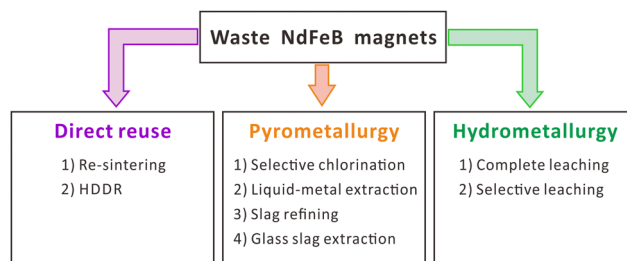 Waste NdFeB magnets
Direct reuse
1) Re-sintering
2) HDDR
Pyrometallurgy
1) Selective chlorination
2) Liquid-metal extraction
3) Slag refining
4) Glass slag extraction
Hydrometallurgy
1) Complete leaching
2) Selective leaching